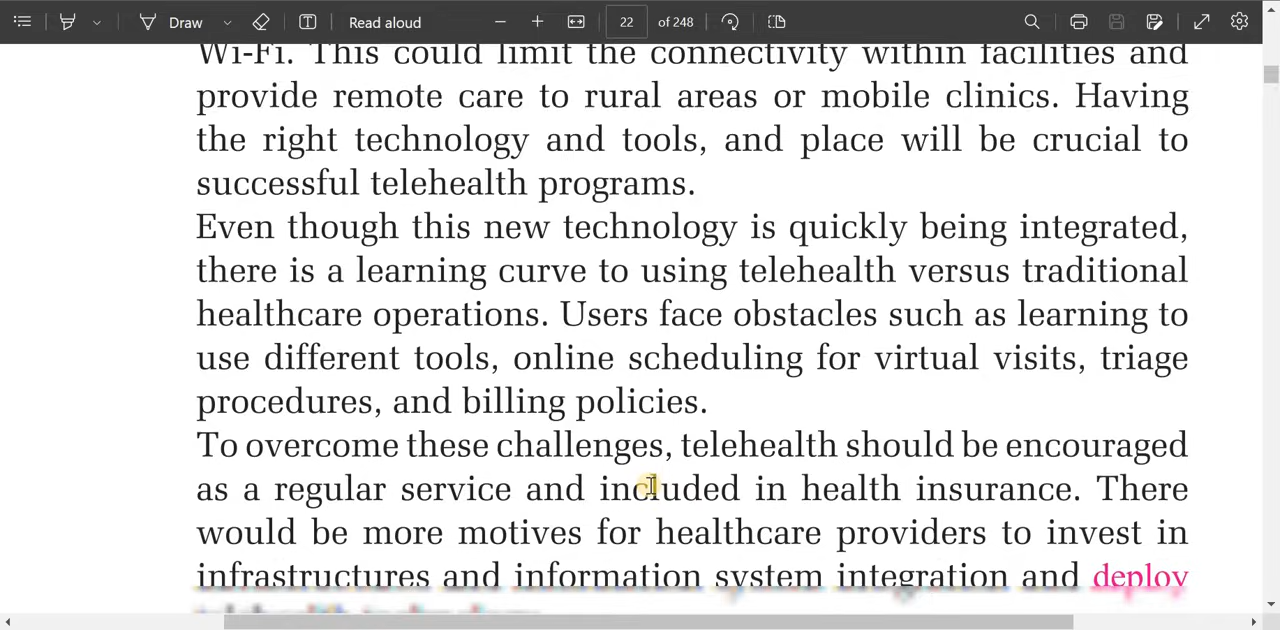 Draw
Read aloud
22
of 248
Wi-Fi. This could limit the connectivity within facilities and
provide remote care to rural areas or mobile clinics. Having
the right technology and tools, and place will be crucial to
successful telehealth programs.
Even though this new technology is quickly being integrated,
there is a learning curve to using telehealth versus traditional
healthcare operations. Users face obstacles such as learning to
use different tools, online scheduling for virtual visits, triage
procedures, and billing policies.
To overcome these challenges, telehealth should be encouraged
as a regular service and included in health insurance. There
would be more motives for healthcare providers to invest in
infrastructures and information system integration and deploy